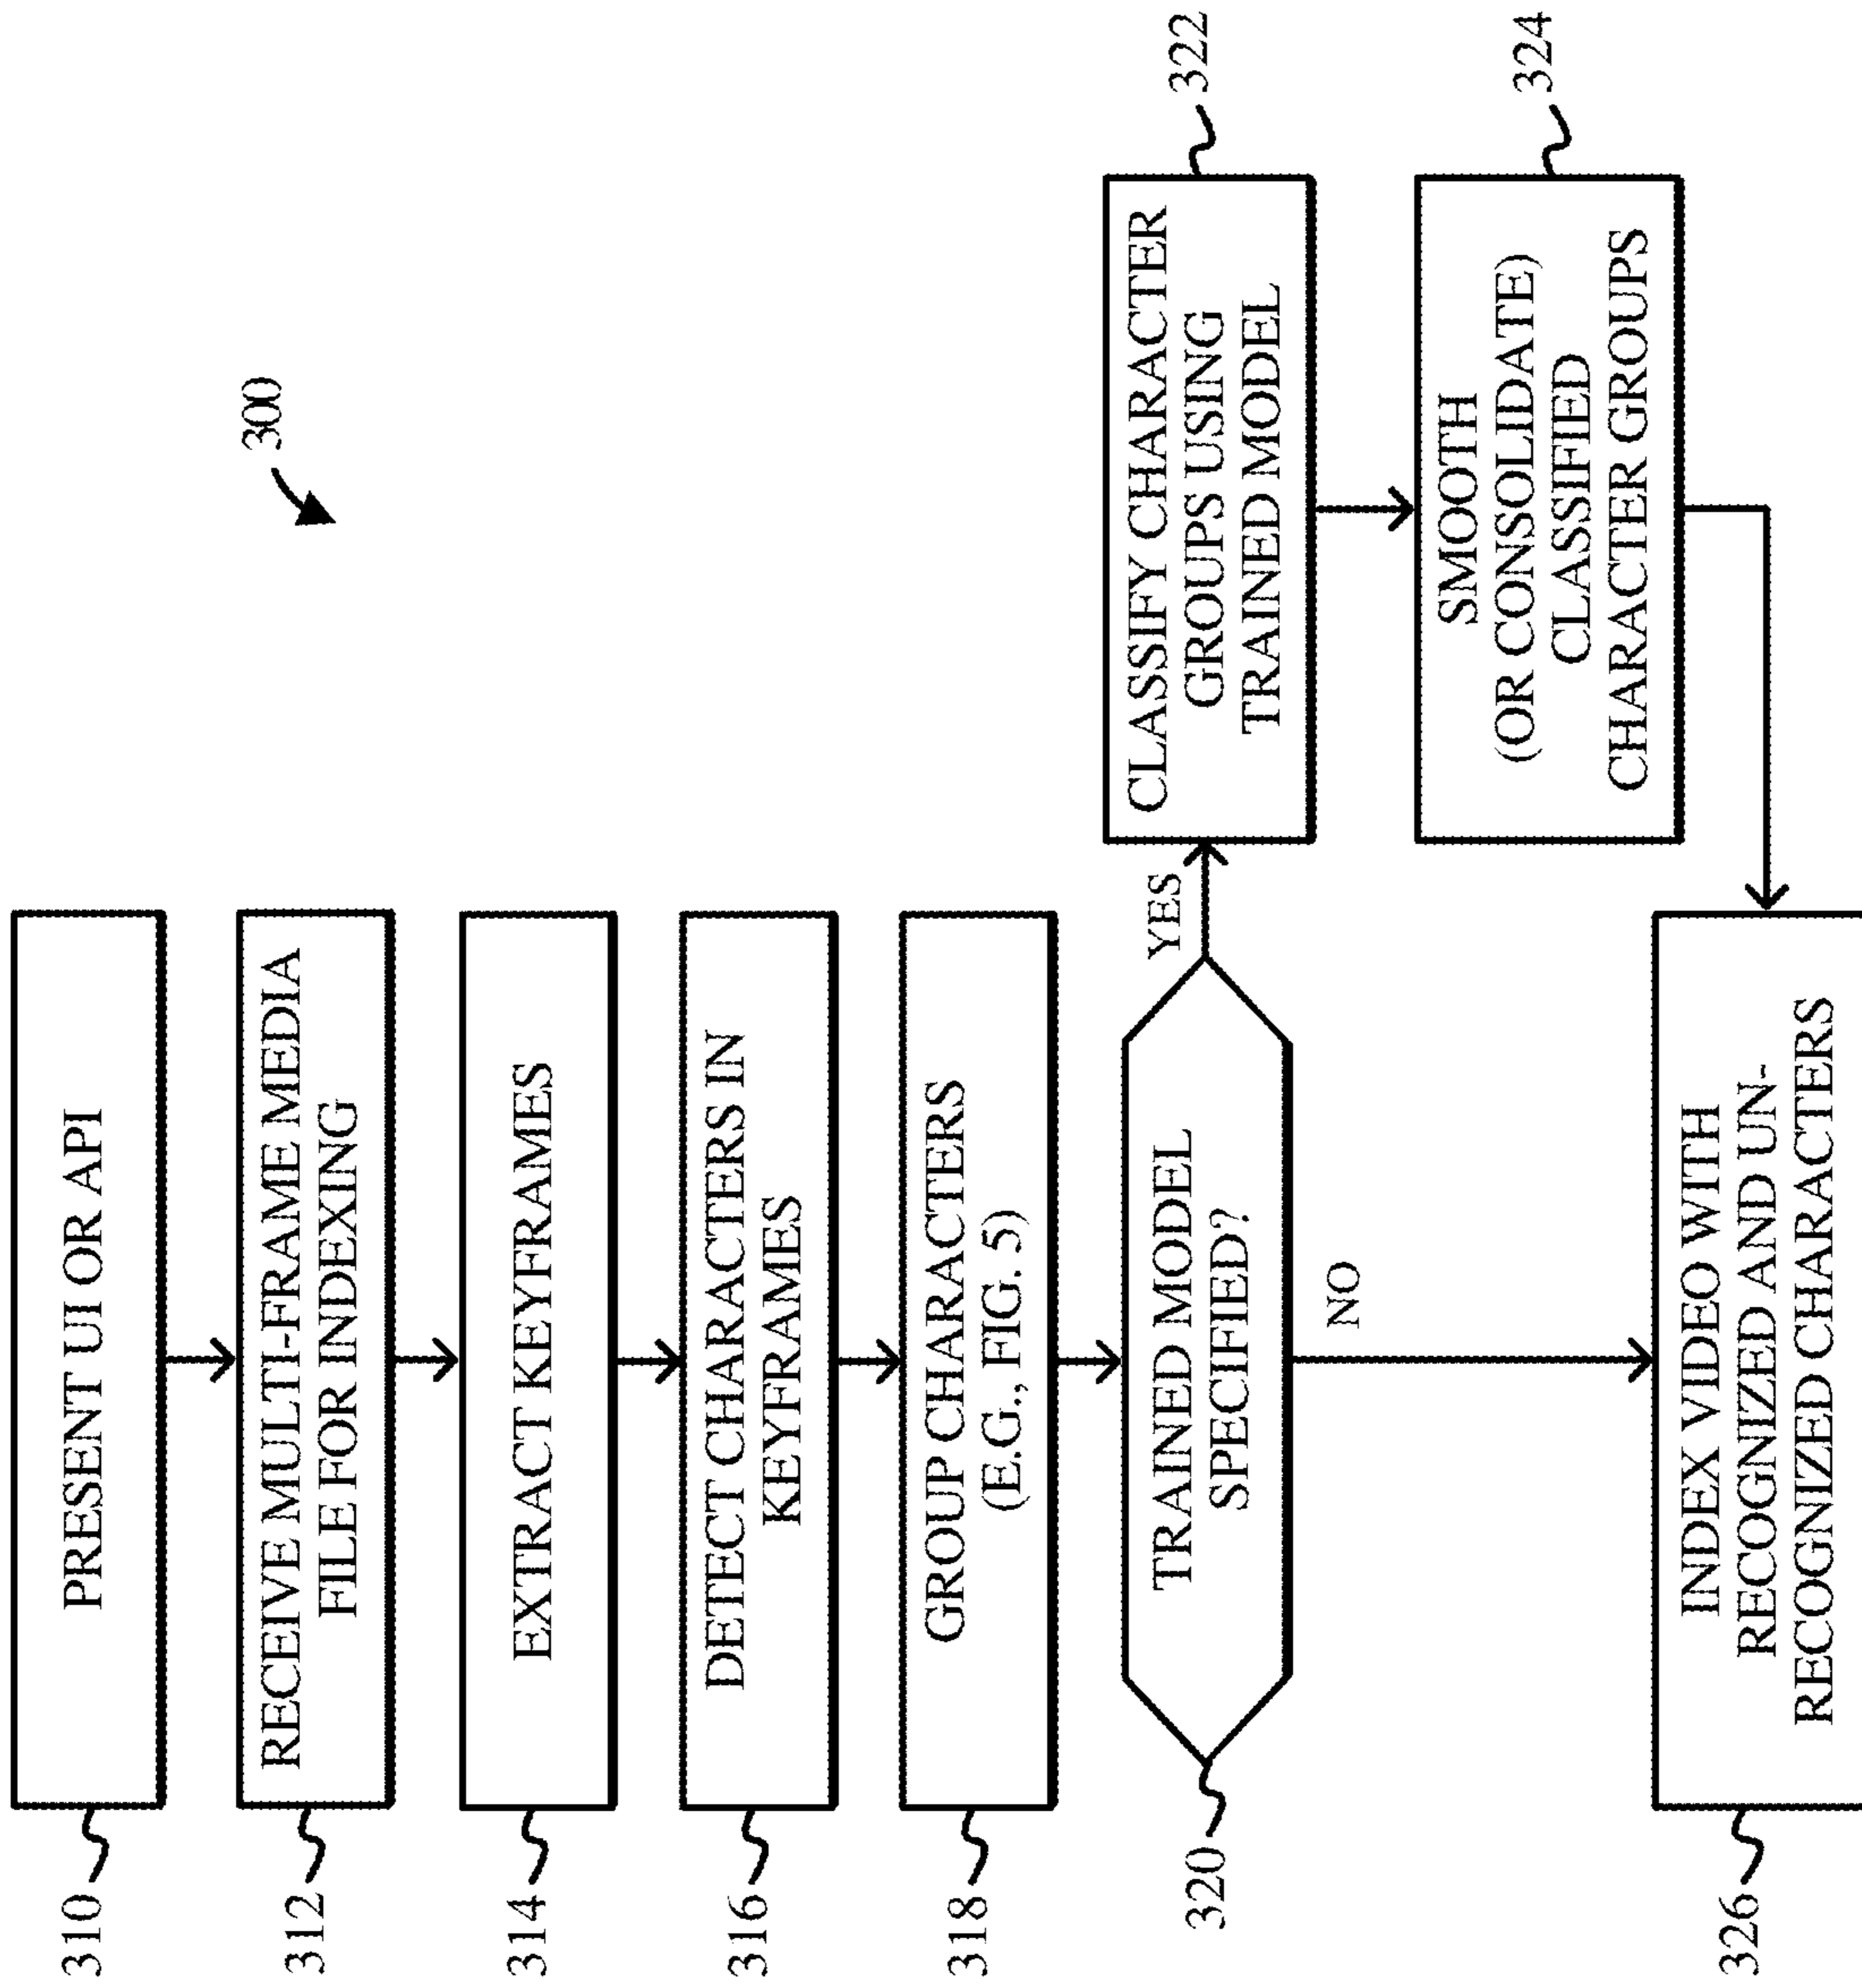 300
310
PRESENT UI OR API
312
RECEIVE MULTI-FRAME MEDIA
FILE FOR INDEXING
314
EXTRACT KEYFRAMES
316
DETECT CHARACTERS IN
KEYFRAMES
318
GROUP CHARACTERS
(E.G., FIG. 5)
320
TRAINED MODEL
SPECIFIED?
YES
NO
322
CLASSIFY CHARACTER
GROUPS USING
TRAINED MODEL
324
SMOOTH
(OR CONSOLIDATE)
CLASSIFIED
CHARACTER GROUPS
326
INDEX VIDEO WITH
RECOGNIZED AND UN-
RECOGNIZED CHARACTERS